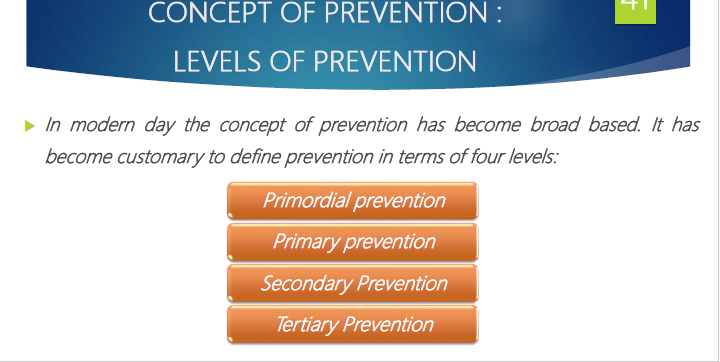 CONCEPT OF PREVENTION :
41
LEVELS OF PREVENTION
In modern day the concept of prevention has become broad based. It has
become customary to define prevention in terms of four levels:
Primordial prevention
Primary prevention
Secondary Prevention
Tertiary Prevention